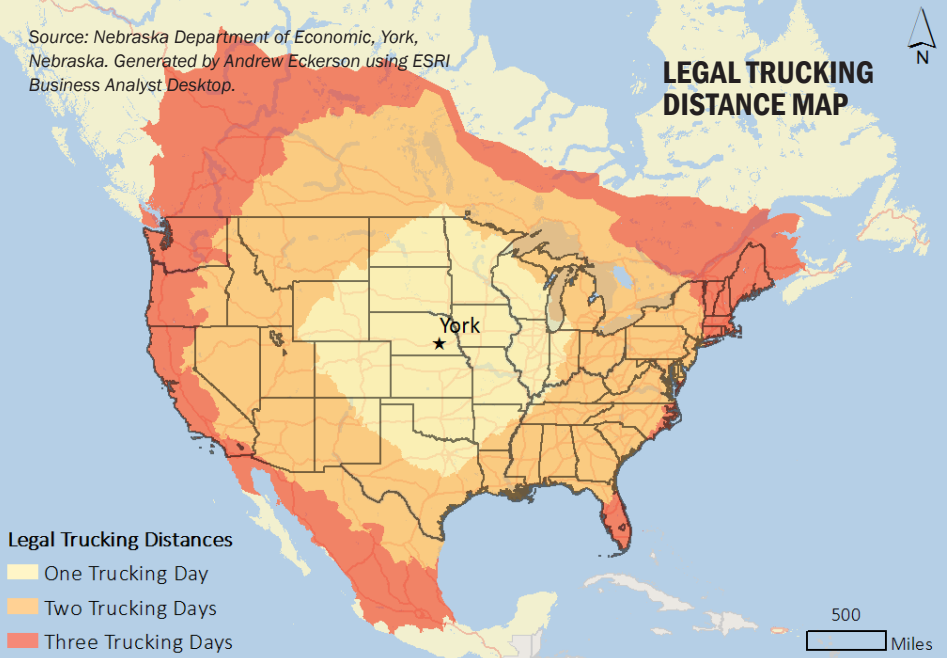 Source: Nebraska Department of Economic, York,
Nebraska. Generated by Andrew Eckerson using ESRI
Business Analyst Desktop.
N
LEGAL TRUCKING
DISTANCE MAP
York
Legal Trucking Distances
One Trucking Day
Two Trucking Days
Three Trucking Days
500
Miles